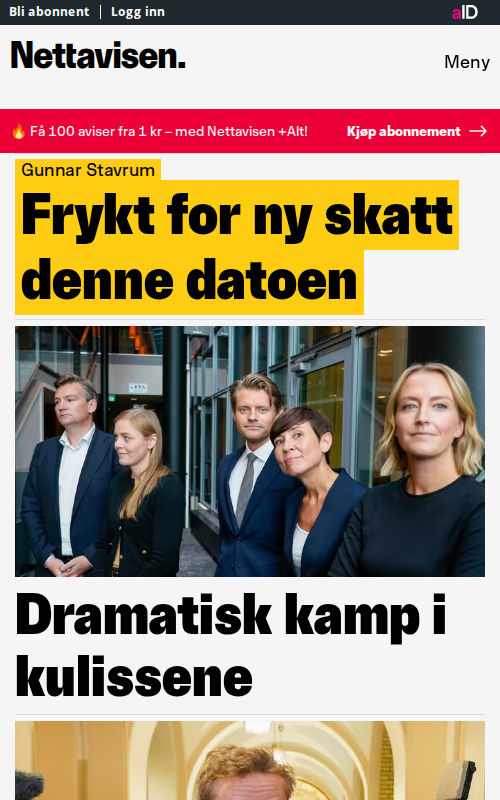 Bli abonnent | Logg inn
aID
Nettavisen.
Meny
🔥 Få 100 aviser fra 1 kr – med Nettavisen +Alt!
Kjøp abonnement →
Gunnar Stavrum
Frykt for ny skatt
denne datoen
Dramatisk kamp i
kulissene